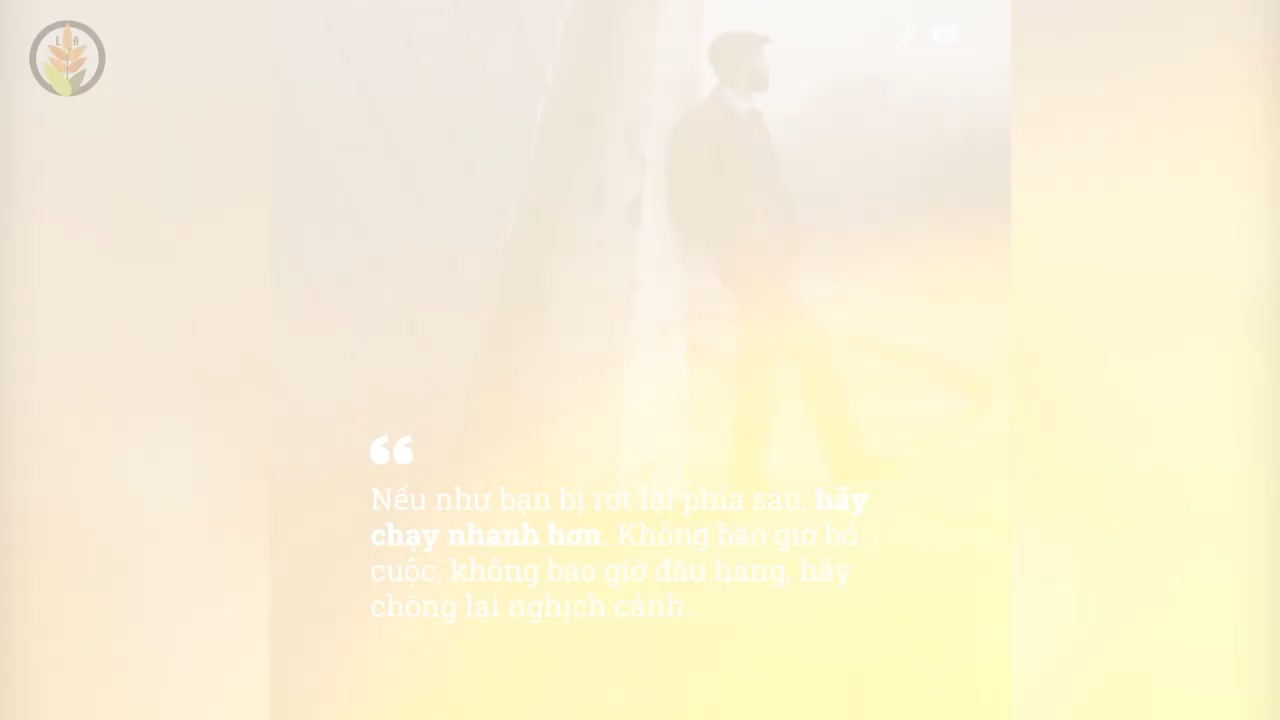 L A
❝
Nếu như bạn bị rớt lại phía sau, hãy
chạy nhanh hơn. Không bao giờ bỏ
cuộc, không bao giờ đầu hàng, hãy
chống lại nghịch cảnh.